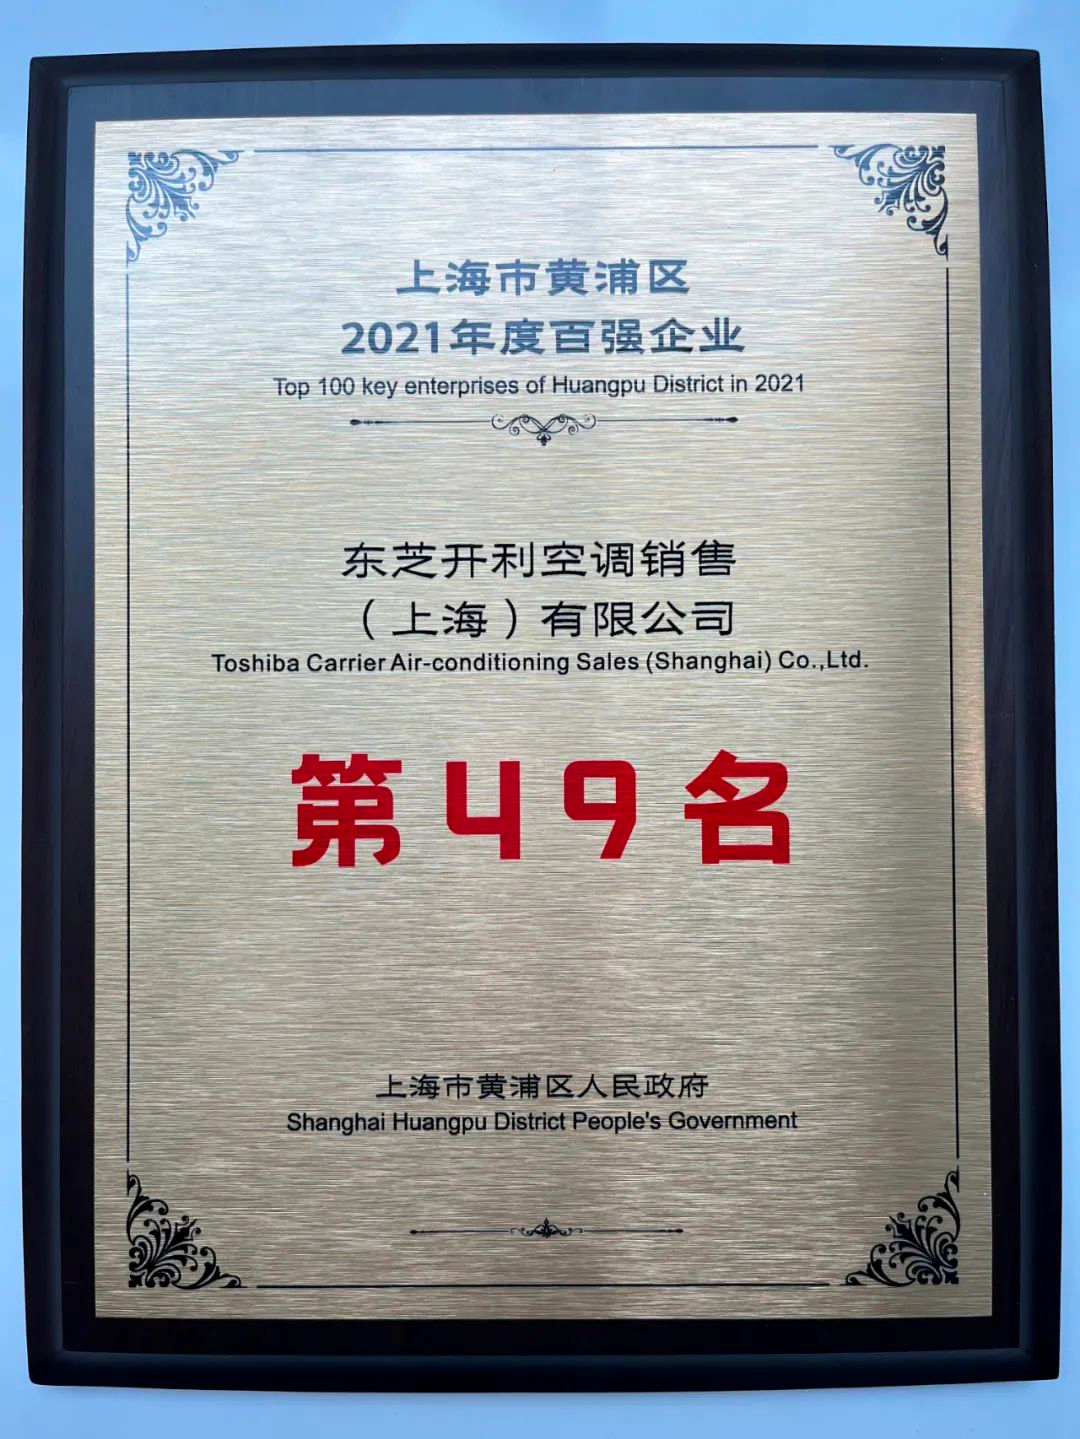 上海市黄浦区
2021年度百强企业
Top 100 key enterprises of Huangpu District in 2021
东芝开利空调销售
（上海）有限公司
Toshiba Carrier Air-conditioning Sales (Shanghai) Co.,Ltd.
第49名
上海市黄浦区人民政府
Shanghai Huangpu District People's Government